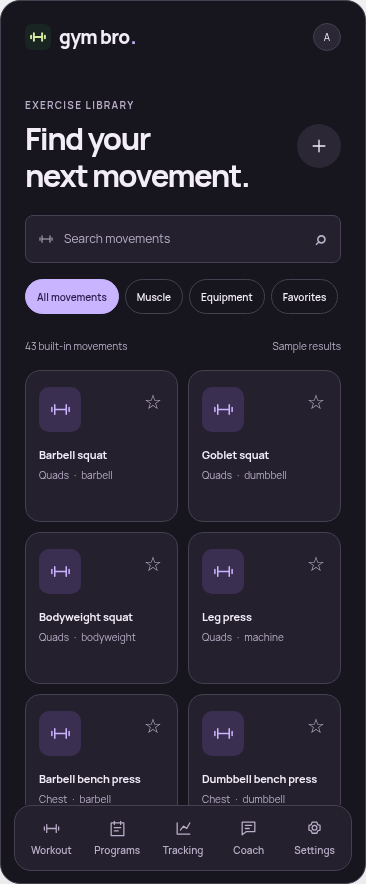 gym bro.
A
EXERCISE LIBRARY
Find your
next movement.
Search movements
All movements
Muscle
Equipment
Favorites
43 built-in movements
Sample results
Barbell squat
Quads · barbell
Goblet squat
Quads · dumbbell
Bodyweight squat
Quads · bodyweight
Leg press
Quads · machine
Barbell bench press
Chest · barbell
Dumbbell bench press
Chest · dumbbell
Workout
Programs
Tracking
Coach
Settings